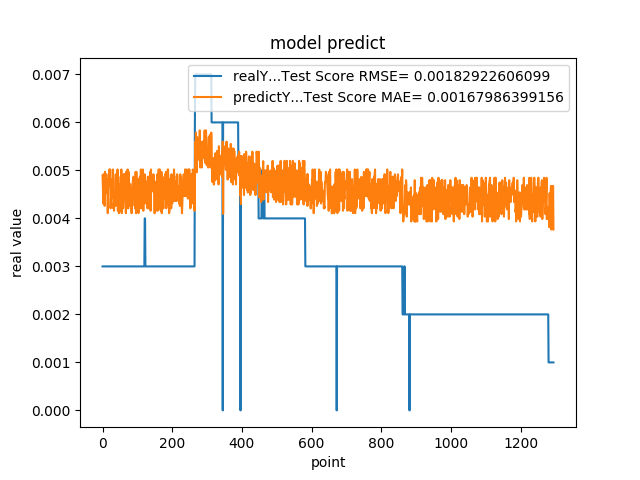 model predict
realY...Test Score RMSE= 0.00182922606099
predictY...Test Score MAE= 0.00167986399156
0.007
0.006
0.005
0.004
0.003
0.002
0.001
0.000
real value
0 200 400 600 800 1000 1200
point